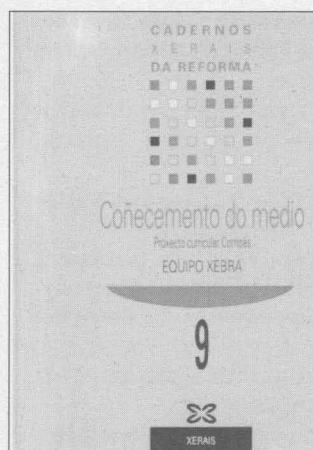 CADERNOS
XERAIS
DA REFORMA
Coñecemento do medio
Proxecto curricular Compás
EQUIPO XEBRA
9
XERAIS